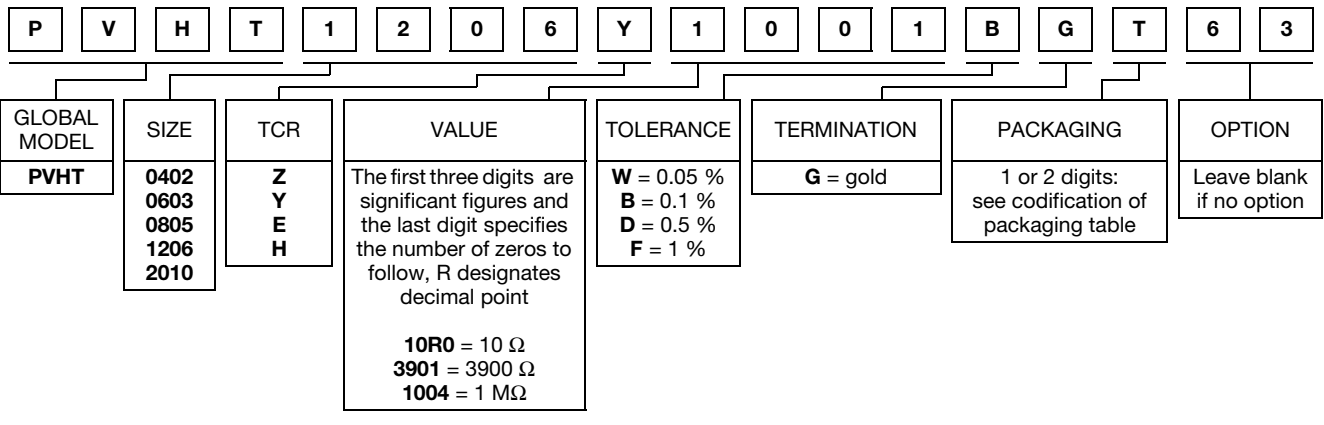 P V H T 1 2 0 6 Y 1 0 0 1 B G T 6 3
GLOBAL
MODEL
PVHT
SIZE
0402
0603
0805
1206
2010
TCR
Z
Y
E
H
VALUE
The first three digits are
significant figures and
the last digit specifies
the number of zeros to
follow, R designates
decimal point
10R0 = 10 Ω
3901 = 3900 Ω
1004 = 1 MΩ
TOLERANCE
W = 0.05 %
B = 0.1 %
D = 0.5 %
F = 1 %
TERMINATION
G = gold
PACKAGING
1 or 2 digits:
see codification of
packaging table
OPTION
Leave blank
if no option